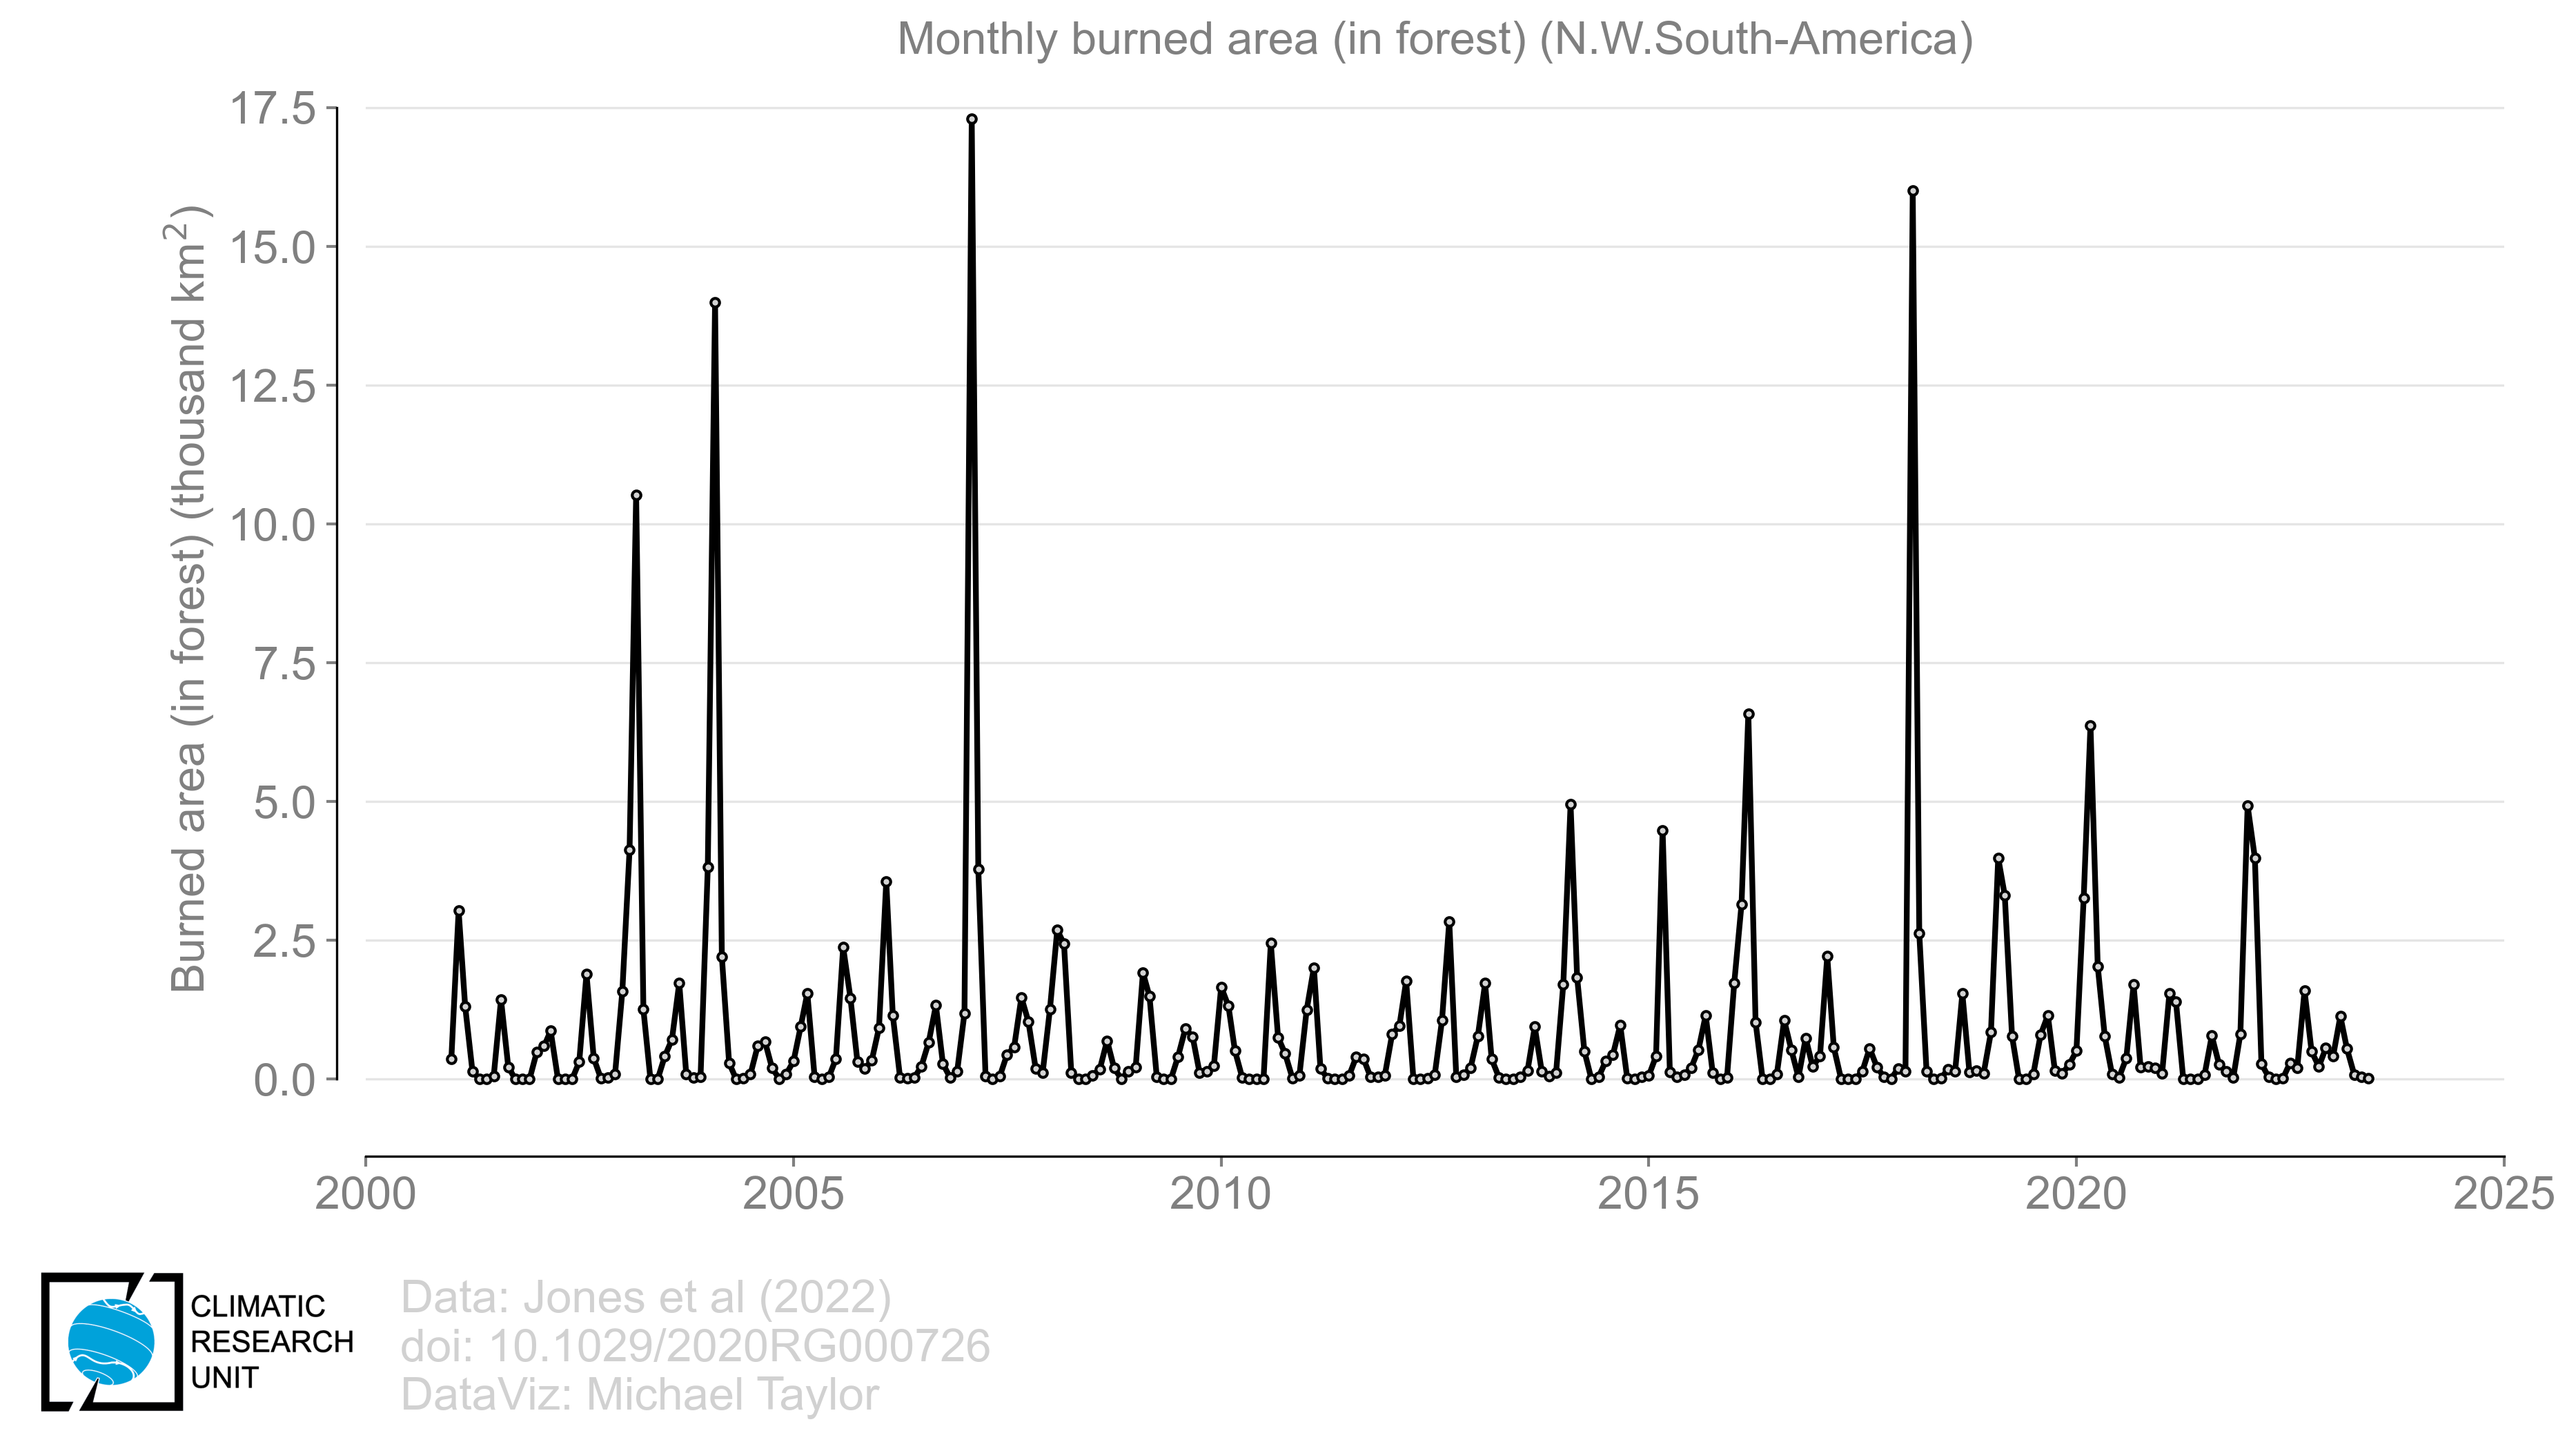 Monthly burned area (in forest) (N.W.South-America)
Burned area (in forest) (thousand km²)
17.5
15.0
12.5
10.0
7.5
5.0
2.5
0.0
2000
2005
2010
2015
2020
2025
CLIMATIC
RESEARCH
UNIT
Data: Jones et al (2022)
doi: 10.1029/2020RG000726
DataViz: Michael Taylor